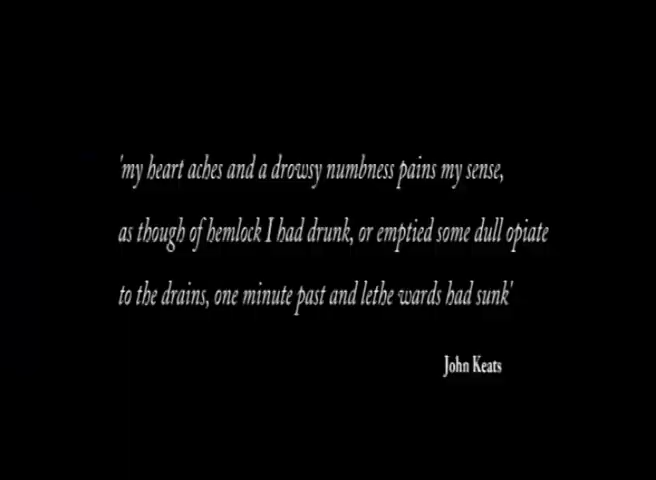 'my heart aches and a drowsy numbness pains my sense,
as though of hemlock I had drunk, or emptied some dull opiate
to the drains, one minute past and lethe wards had sunk'
John Keats